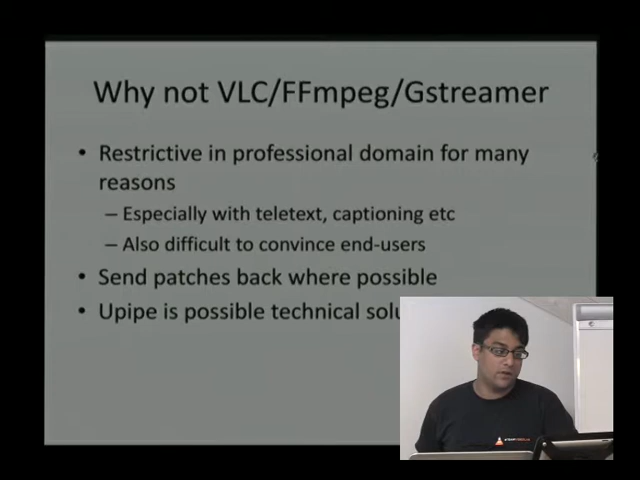 Why not VLC/FFmpeg/Gstreamer
• Restrictive in professional domain for many
reasons
– Especially with teletext, captioning etc
– Also difficult to convince end-users
• Send patches back where possible
• Upipe is possible technical